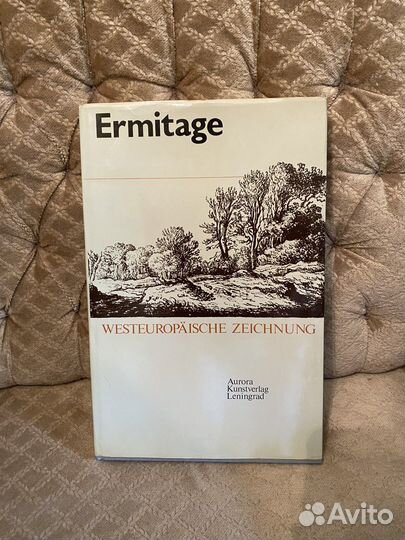 Ermitage
WESTEUROPÄISCHE ZEICHNUNG
Aurora
Kunstverlag
Leningrad
Avito